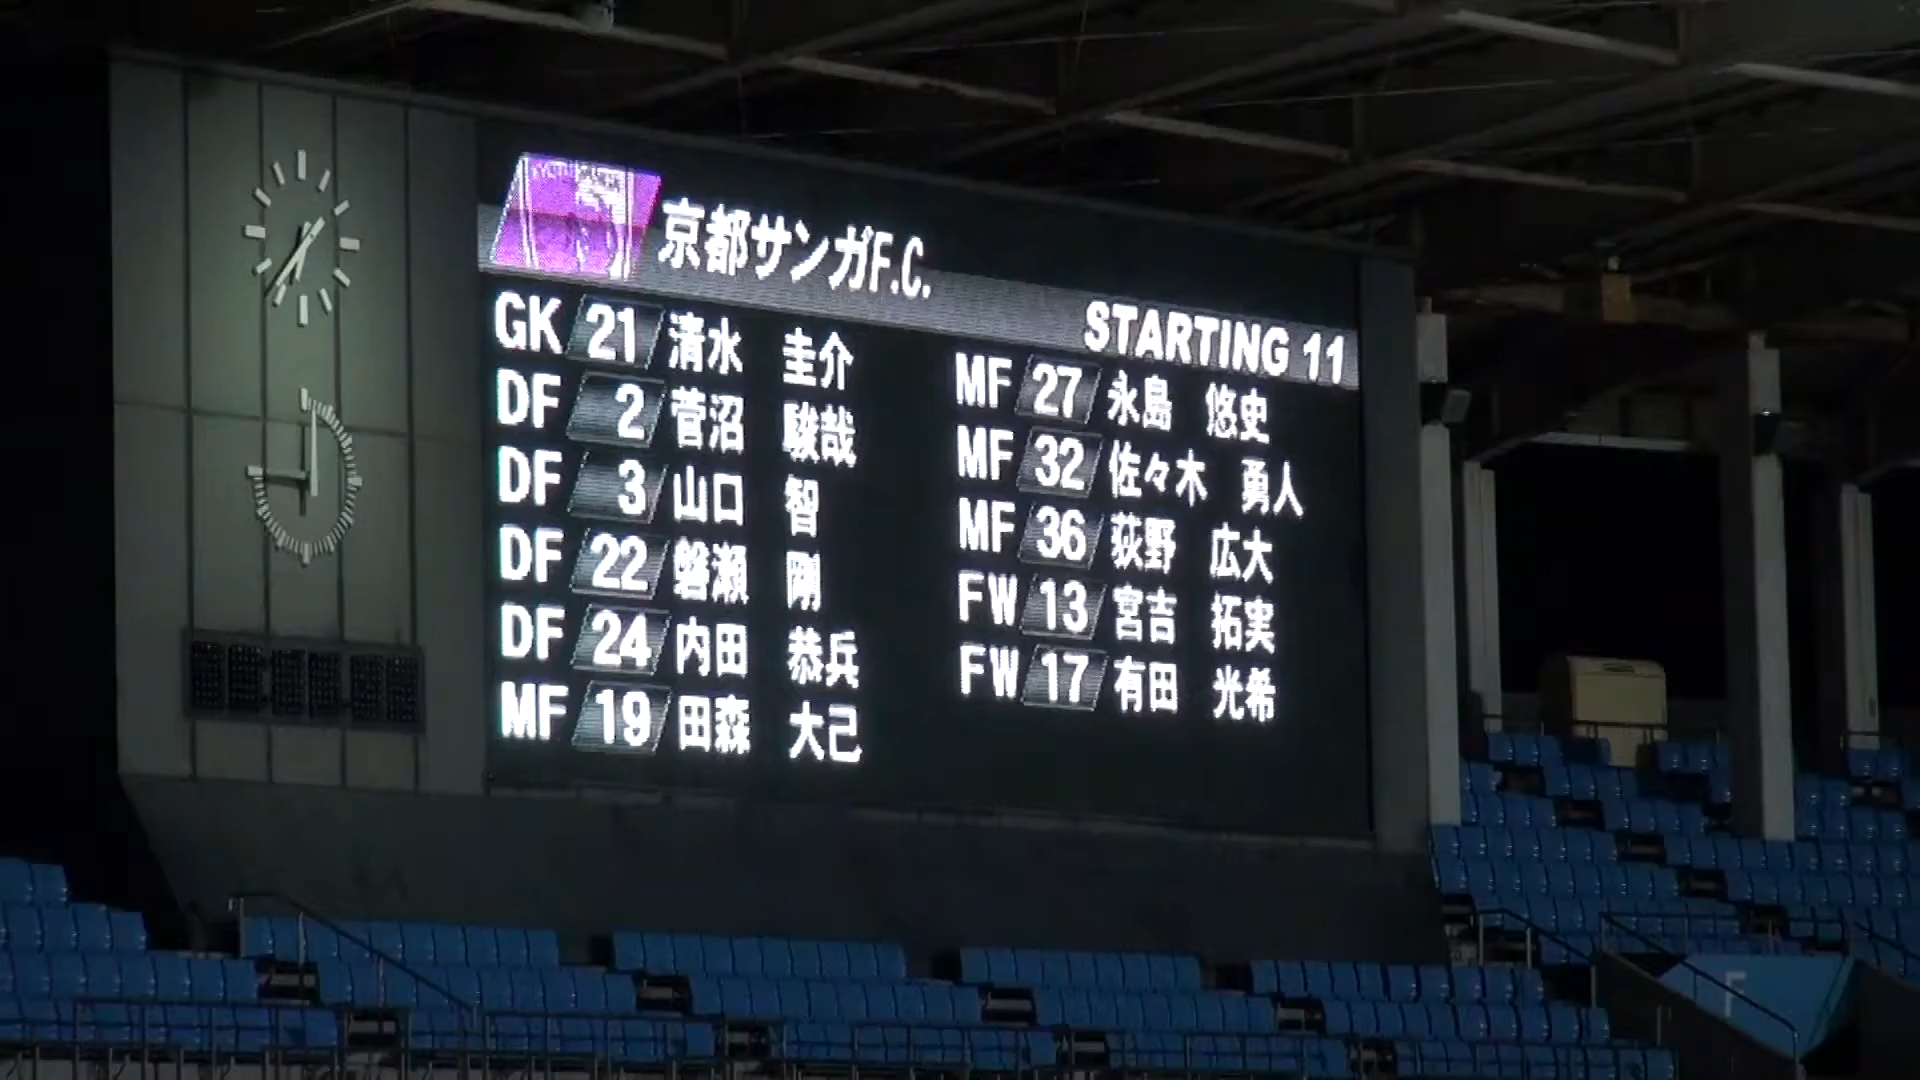 京都サンガF.C.
STARTING 11
GK 21 清水 圭介
DF 2 菅沼 駿哉
DF 3 山口 智
DF 22 磐瀬 剛
DF 24 内田 恭兵
MF 19 田森 大己
MF 27 永島 悠史
MF 32 佐々木 勇人
MF 36 荻野 広大
FW 13 宮吉 拓実
FW 17 有田 光希
F